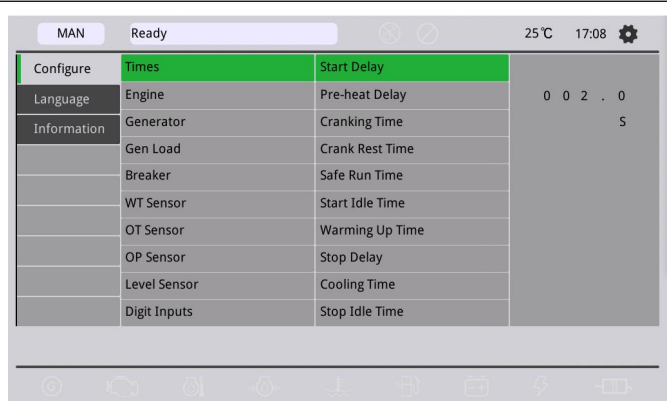 MAN Ready 25℃ 17:08
Configure Times Start Delay
Language Engine Pre-heat Delay 0 0 2 . 0
Information Generator Cranking Time S
Gen Load Crank Rest Time
Breaker Safe Run Time
WT Sensor Start Idle Time
OT Sensor Warming Up Time
OP Sensor Stop Delay
Level Sensor Cooling Time
Digit Inputs Stop Idle Time
G